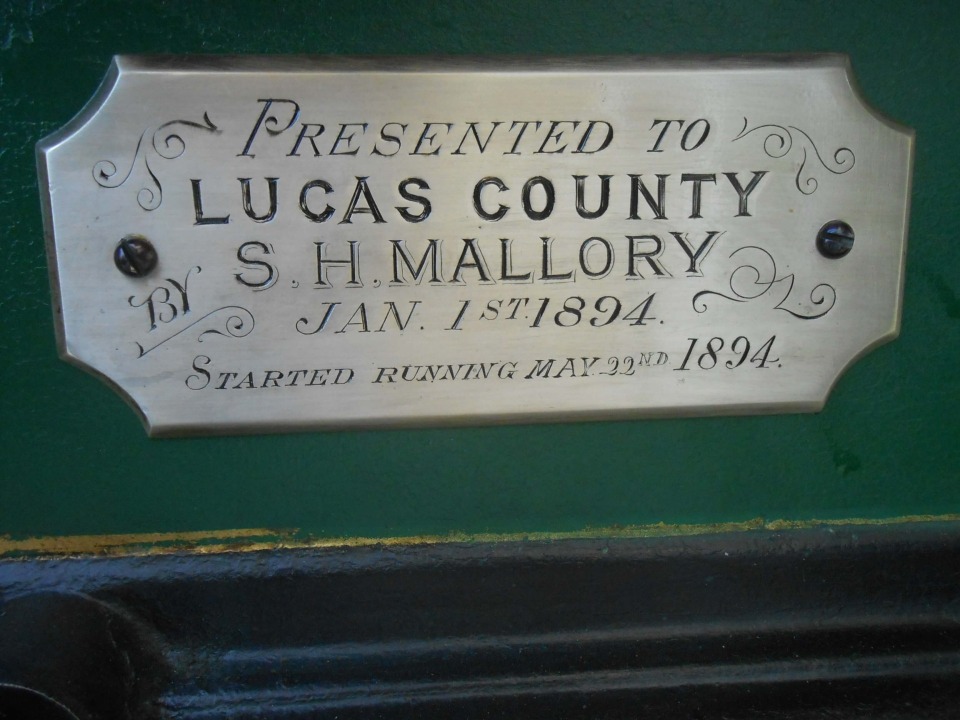 PRESENTED TO
LUCAS COUNTY
BY S.H.MALLORY
JAN. 1ST. 1894.
STARTED RUNNING MAY 22ND 1894.